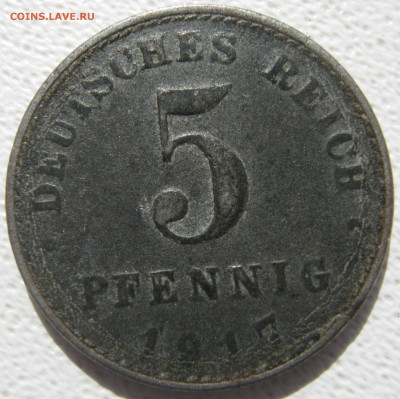 COINS.LAVE.RU
DEUTSCHES REICH
5
PFENNIG
1917